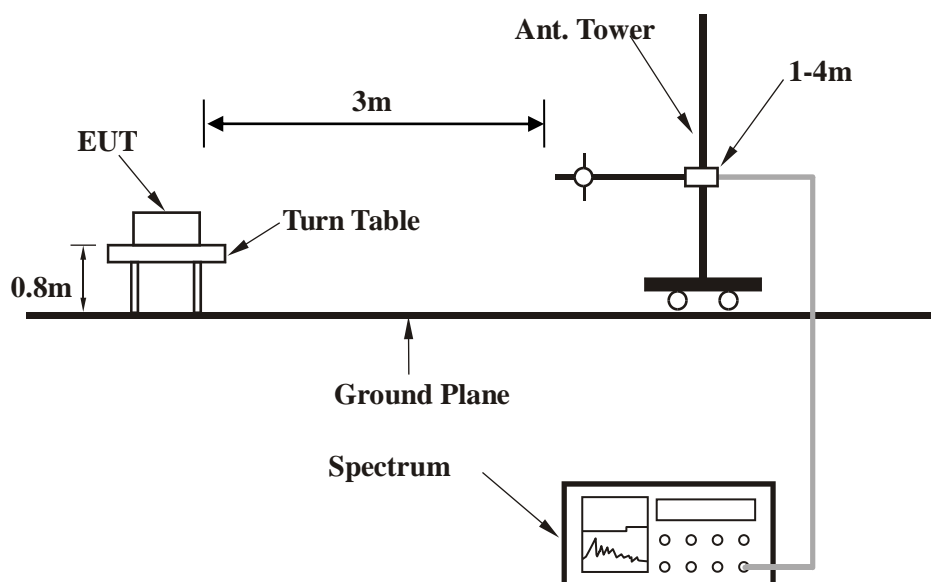 Ant. Tower
1-4m
3m
EUT
Turn Table
0.8m
Ground Plane
Spectrum